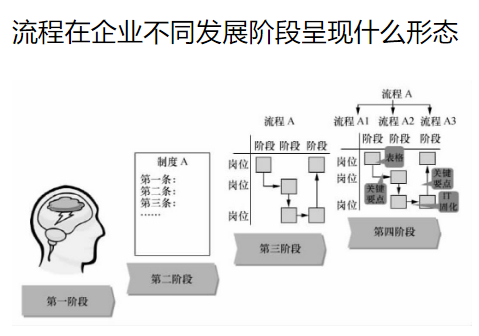 流程在企业不同发展阶段呈现什么形态
流程 A
流程 A1 流程 A2 流程 A3
流程 A
制度 A
第一条：
第二条：
第三条：
……
阶段 阶段 阶段
岗位
岗位
岗位
阶段 阶段 阶段
岗位
岗位
岗位
表格
关键要点
关键要点
IT固化
第一阶段
第二阶段
第三阶段
第四阶段